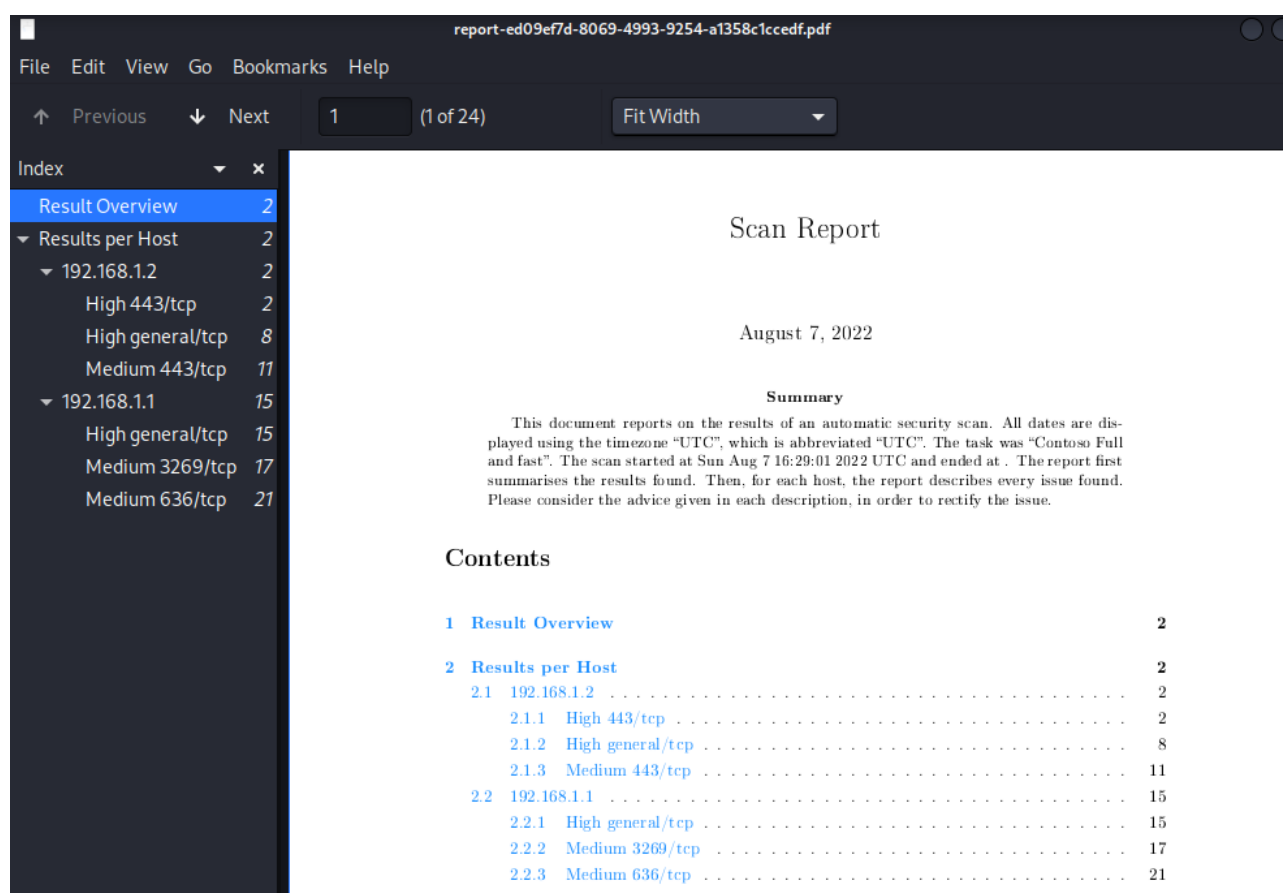 report-ed09ef7d-8069-4993-9254-a1358c1ccedf.pdf
File Edit View Go Bookmarks Help
Previous Next 1 (1 of 24) Fit Width
Index
Result Overview 2
Results per Host 2
192.168.1.2 2
High 443/tcp 2
High general/tcp 8
Medium 443/tcp 11
192.168.1.1 15
High general/tcp 15
Medium 3269/tcp 17
Medium 636/tcp 21
Scan Report
August 7, 2022
Summary
This document reports on the results of an automatic security scan. All dates are dis-
played using the timezone “UTC”, which is abbreviated “UTC”. The task was “Contoso Full
and fast”. The scan started at Sun Aug 7 16:29:01 2022 UTC and ended at . The report first
summarises the results found. Then, for each host, the report describes every issue found.
Please consider the advice given in each description, in order to rectify the issue.
Contents
1 Result Overview 2
2 Results per Host 2
2.1 192.168.1.2 . . . . . . . . . . . . . . . . . . . . . . . . . . . . . . . . . . . . . . . 2
2.1.1 High 443/tcp . . . . . . . . . . . . . . . . . . . . . . . . . . . . . . . . . . 2
2.1.2 High general/tcp . . . . . . . . . . . . . . . . . . . . . . . . . . . . . . . . 8
2.1.3 Medium 443/tcp . . . . . . . . . . . . . . . . . . . . . . . . . . . . . . . . 11
2.2 192.168.1.1 . . . . . . . . . . . . . . . . . . . . . . . . . . . . . . . . . . . . . . . 15
2.2.1 High general/tcp . . . . . . . . . . . . . . . . . . . . . . . . . . . . . . . . 15
2.2.2 Medium 3269/tcp . . . . . . . . . . . . . . . . . . . . . . . . . . . . . . . 17
2.2.3 Medium 636/tcp . . . . . . . . . . . . . . . . . . . . . . . . . . . . . . . . 21